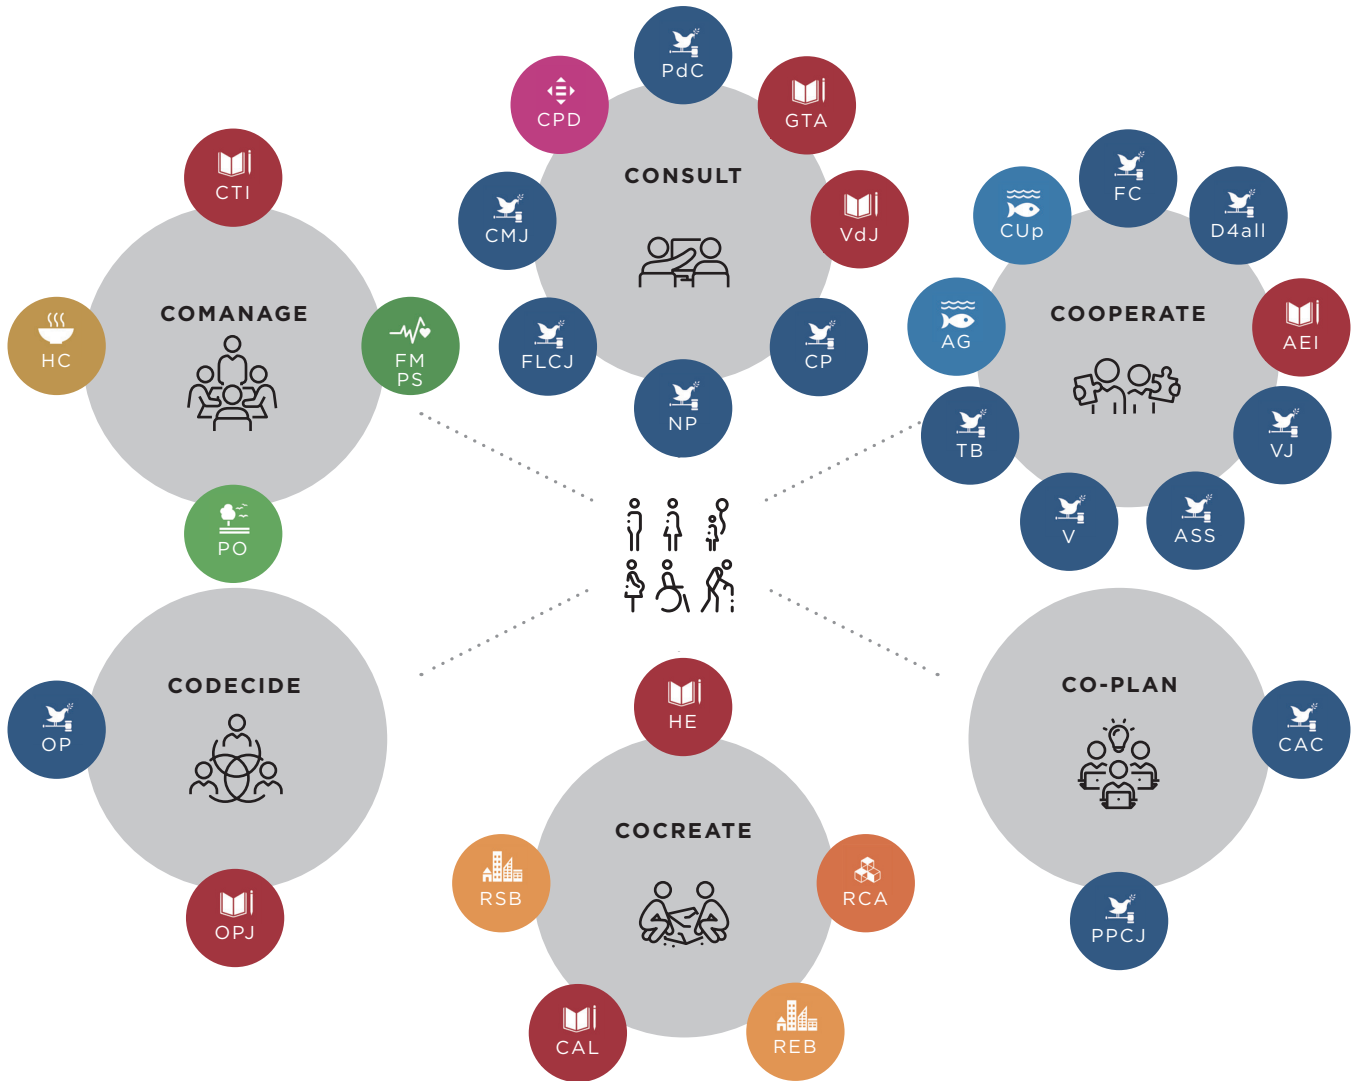 PdC
CPD
GTA
CONSULT
CMJ
VdJ
FLCJ
CP
NP
CTI
COMANAGE
HC
FM
PS
PO
FC
CUp
D4all
COOPERATE
AG
AEI
TB
VJ
V
ASS
CODECIDE
OP
OPJ
HE
COCREATE
RSB
RCA
CAL
REB
CO-PLAN
CAC
PPCJ